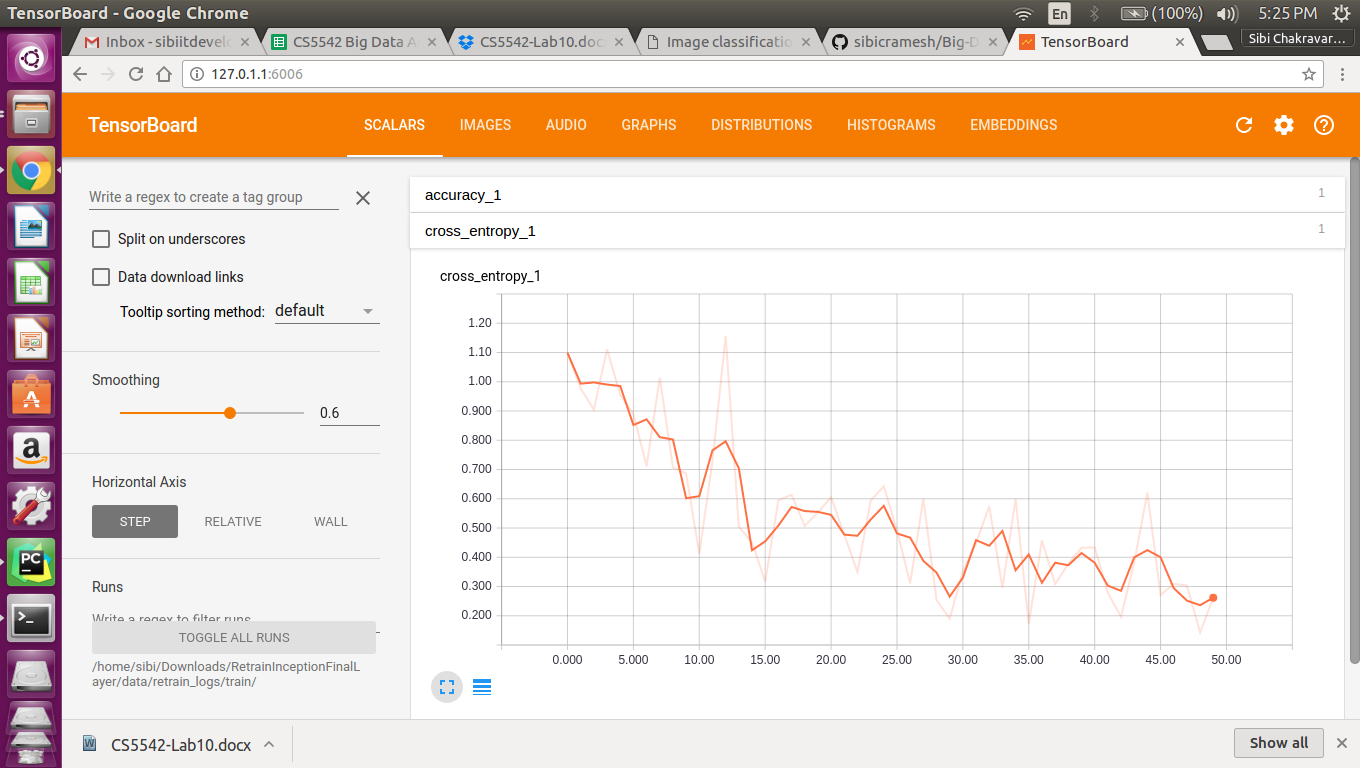 TensorBoard - Google Chrome
En
(100%)
5:25 PM
Inbox - sibiitdevel
CS5542 Big Data A
CS5542-Lab10.doc
Image classificatio
sibicramesh/Big-D
TensorBoard
Sibi Chakravar...
127.0.1.1:6006
TensorBoard
SCALARS
IMAGES
AUDIO
GRAPHS
DISTRIBUTIONS
HISTOGRAMS
EMBEDDINGS
Write a regex to create a tag group
Split on underscores
Data download links
Tooltip sorting method: default
Smoothing
0.6
Horizontal Axis
STEP RELATIVE WALL
Runs
Write a regex to filter runs
TOGGLE ALL RUNS
/home/sibi/Downloads/RetrainInceptionFinalL
ayer/data/retrain_logs/train/
accuracy_1 1
cross_entropy_1 1
cross_entropy_1
1.20
1.10
1.00
0.900
0.800
0.700
0.600
0.500
0.400
0.300
0.200
0.000 5.000 10.00 15.00 20.00 25.00 30.00 35.00 40.00 45.00 50.00
a
PC
W
CS5542-Lab10.docx
Show all